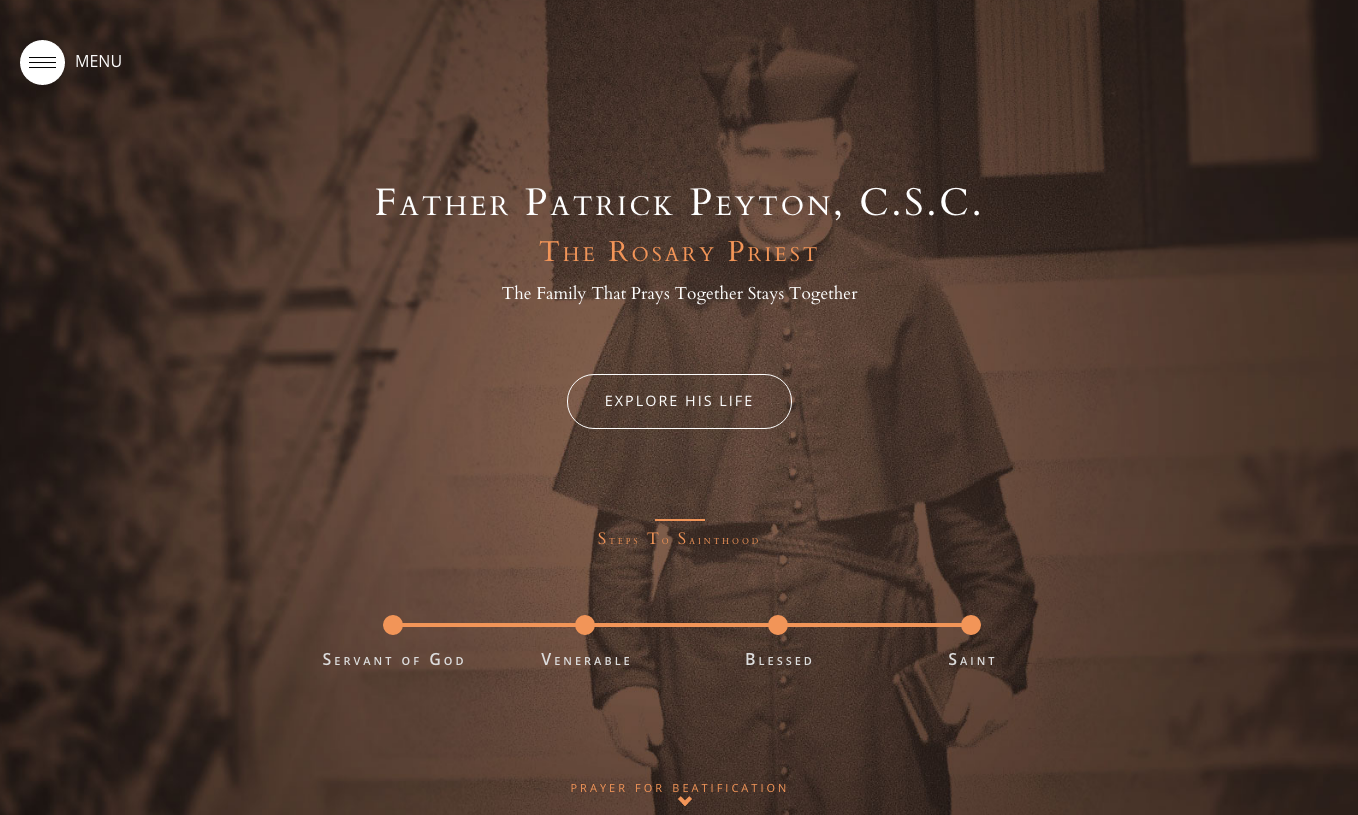 MENU
Father Patrick Peyton, C.S.C.
The Rosary Priest
The Family That Prays Together Stays Together
EXPLORE HIS LIFE
Steps To Sainthood
Servant of God
Venerable
Blessed
Saint
PRAYER FOR BEATIFICATION